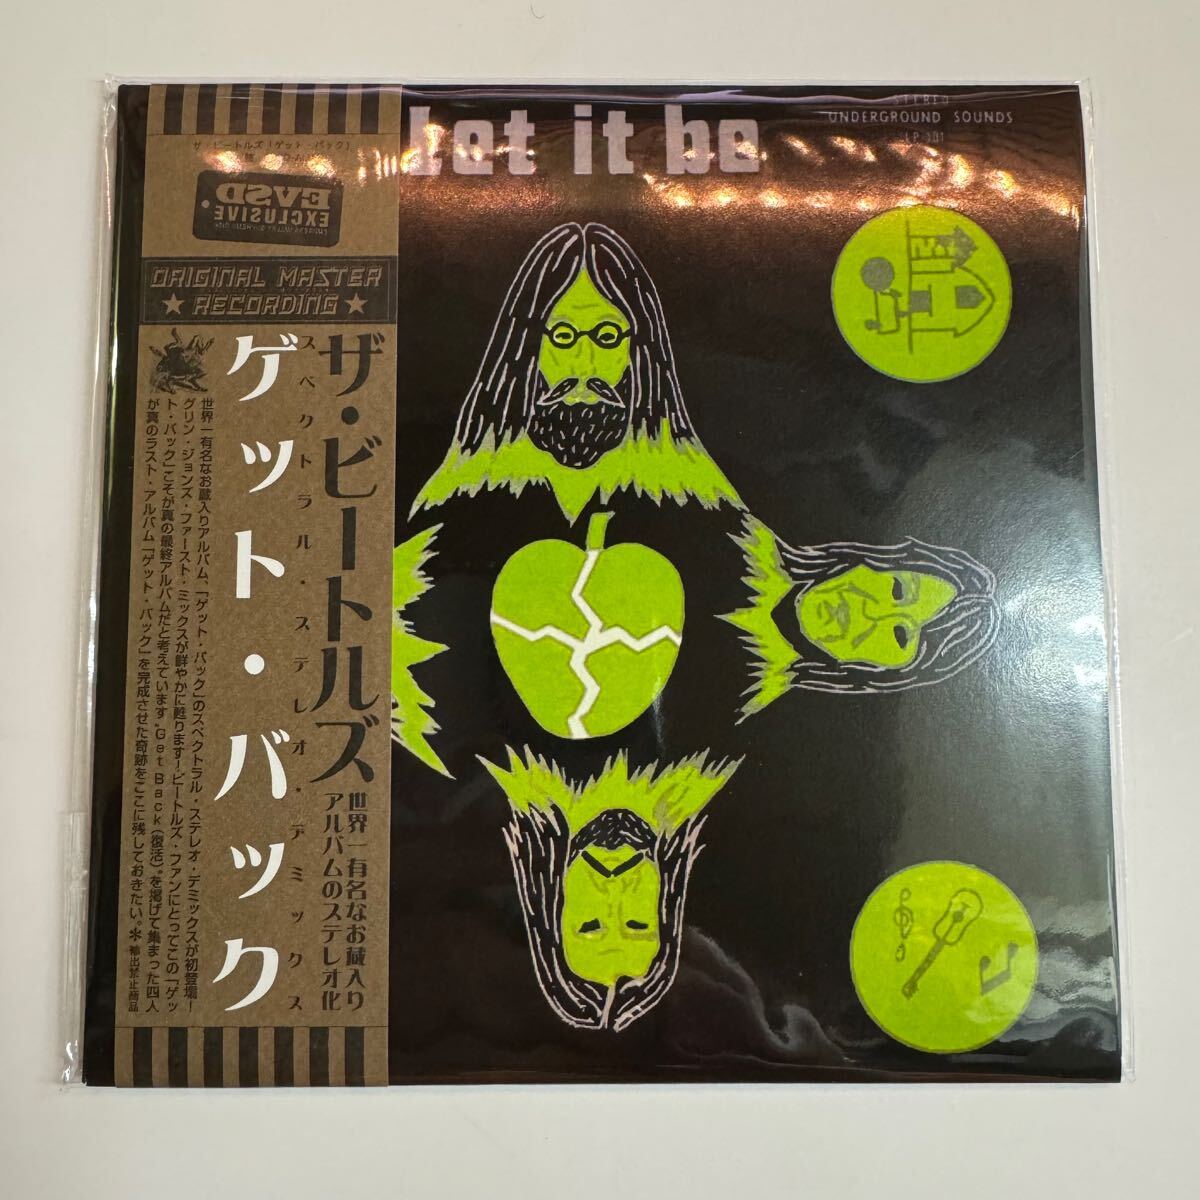 Let it be
STEREO
UNDERGROUND SOUNDS
LP-101
ザ・ビートルズ「ゲット・バック」
EVSD.
EXCLUSIVE
ORIGINAL MASTER
★ RECORDING ★
ザ・ビートルズ
スペクトラル・ステレオ・デミックス
ゲット・バック
世界一有名なお蔵入り
アルバムのステレオ化
世界一有名なお蔵入りアルバム、「ゲット・バック」のスペクトラル・ステレオ・デミックスが初登場!
グリン・ジョンズ・ファースト・ミックスが鮮やかに甦ります!ビートルズ・ファンにとってこの「ゲッ
ト・バック」こそが真の最終アルバムだと考えています。"Get Back(復活)"を掲げて集まった四人
が真のラスト・アルバム「ゲット・バック」を完成させた奇跡をここに残しておきたい。＊輸出禁止商品